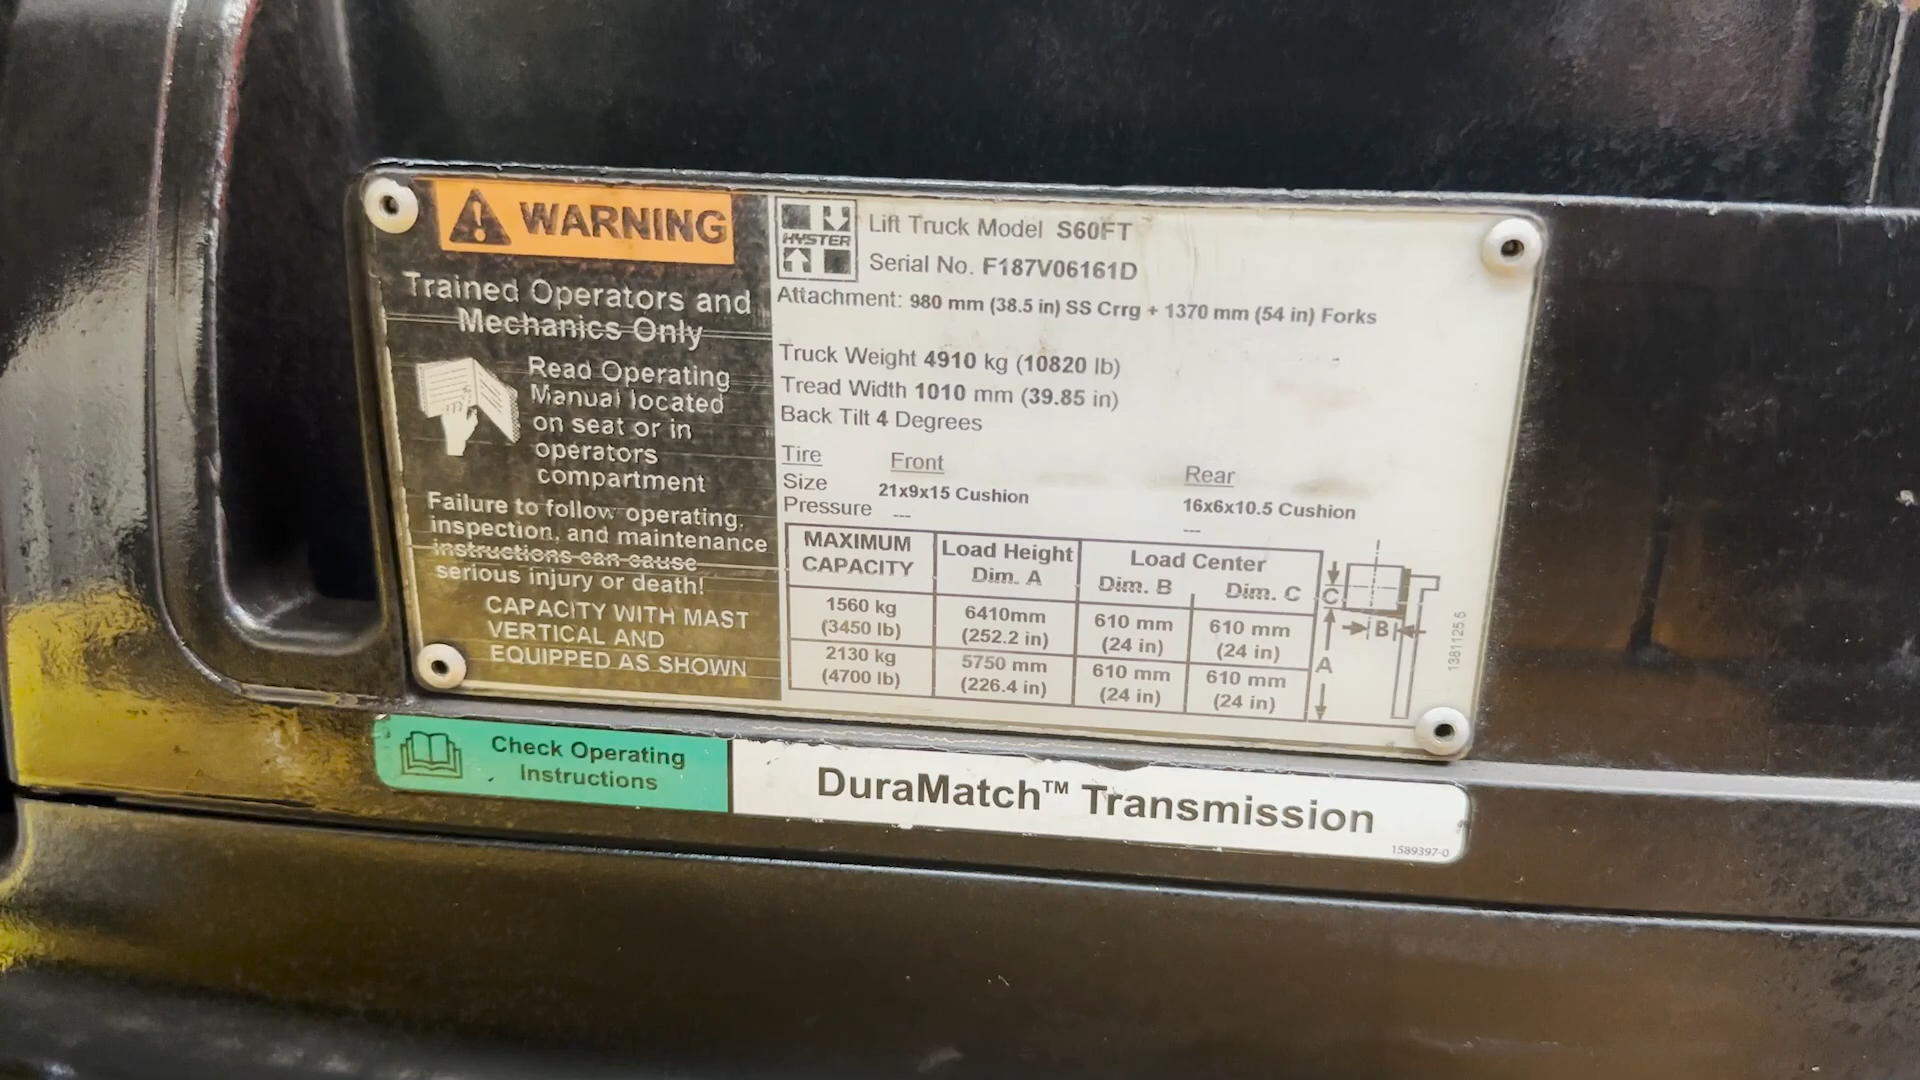 WARNING
Trained Operators and
Mechanics Only
Read Operating
Manual located
on seat or in
operators
compartment
Failure to follow operating,
inspection, and maintenance
instructions can cause
serious injury or death!
CAPACITY WITH MAST
VERTICAL AND
EQUIPPED AS SHOWN
HYSTER
Lift Truck Model S60FT
Serial No. F187V06161D
Attachment: 980 mm (38.5 in) SS Crrg + 1370 mm (54 in) Forks
Truck Weight 4910 kg (10820 lb)
Tread Width 1010 mm (39.85 in)
Back Tilt 4 Degrees
Tire Front Rear
Size 21x9x15 Cushion 16x6x10.5 Cushion
Pressure --- ---
MAXIMUM CAPACITY Load Height Dim. A Load Center Dim. B Dim. C
1560 kg 6410mm 610 mm 610 mm
(3450 lb) (252.2 in) (24 in) (24 in)
2130 kg 5750 mm 610 mm 610 mm
(4700 lb) (226.4 in) (24 in) (24 in)
C
B
A
1381125.5
Check Operating
Instructions
DuraMatch™ Transmission
1589397-0